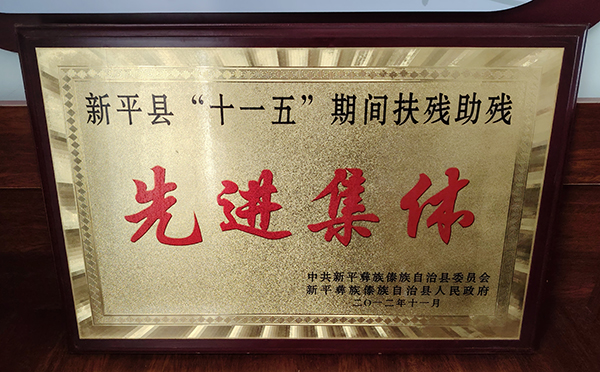 新平县“十一五”期间扶残助残
先进集体
中共新平彝族傣族自治县委员会
新平彝族傣族自治县人民政府
二〇一二年十一月